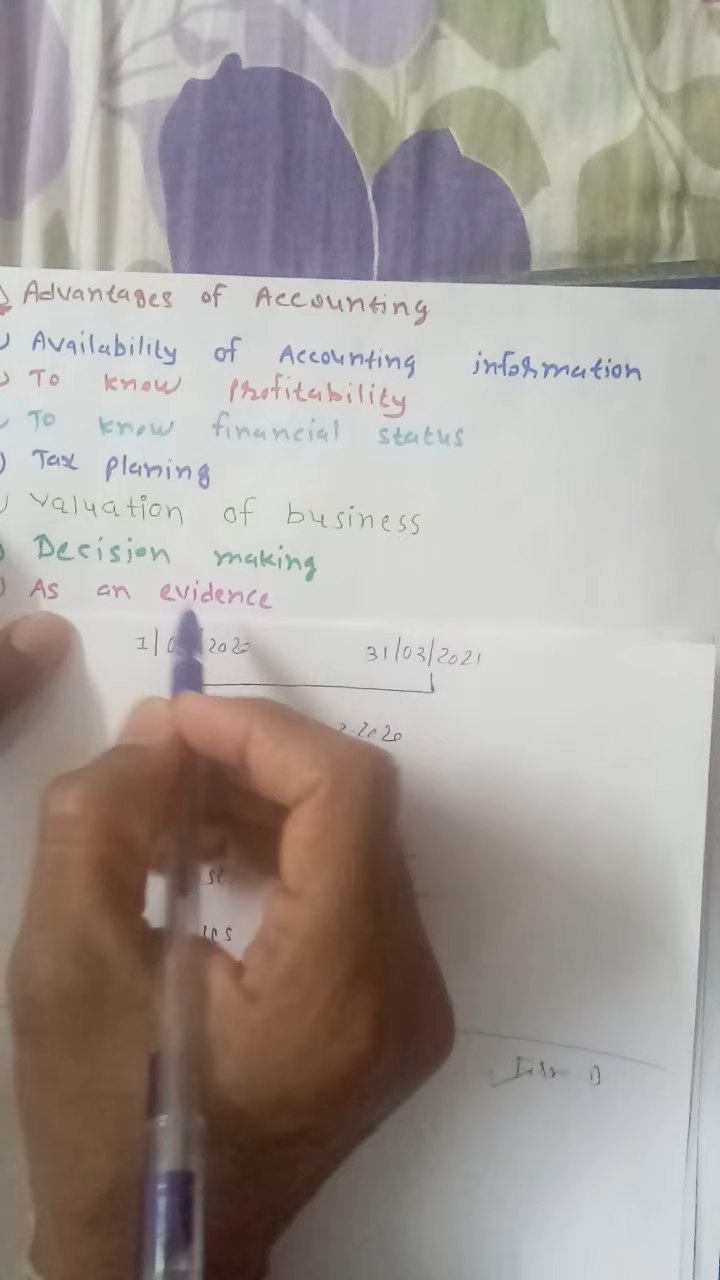 Advantages of Accounting
Availability of Accounting information
To know profitability
To know financial status
Tax planing
Valuation of business
Decision making
As an evidence
31/03/2021
2020